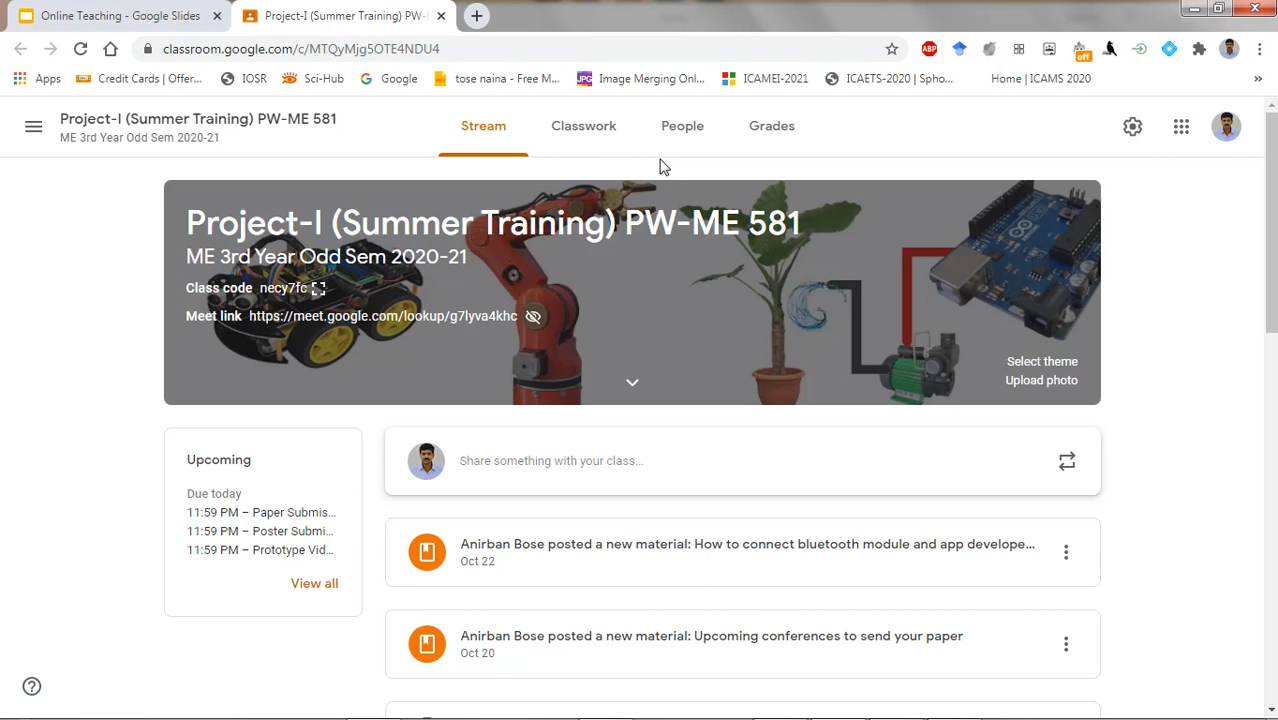 Online Teaching - Google Slides
Project-I (Summer Training) PW-
classroom.google.com/c/MTQyMjg5OTE4NDU4
ABP
off
Apps
Credit Cards | Offer...
IOSR
Sci-Hub
Google
tose naina - Free M...
JPG
Image Merging Onl...
ICAMEI-2021
ICAETS-2020 | Spho...
Home | ICAMS 2020
»
Project-I (Summer Training) PW-ME 581
ME 3rd Year Odd Sem 2020-21
Stream
Classwork
People
Grades
Project-I (Summer Training) PW-ME 581
ME 3rd Year Odd Sem 2020-21
Class code necy7fc
Meet link https://meet.google.com/lookup/g7lyva4khc
Select theme
Upload photo
Upcoming
Due today
11:59 PM – Paper Submis...
11:59 PM – Poster Submi...
11:59 PM – Prototype Vid...
View all
Share something with your class...
Anirban Bose posted a new material: How to connect bluetooth module and app develope...
Oct 22
Anirban Bose posted a new material: Upcoming conferences to send your paper
Oct 20